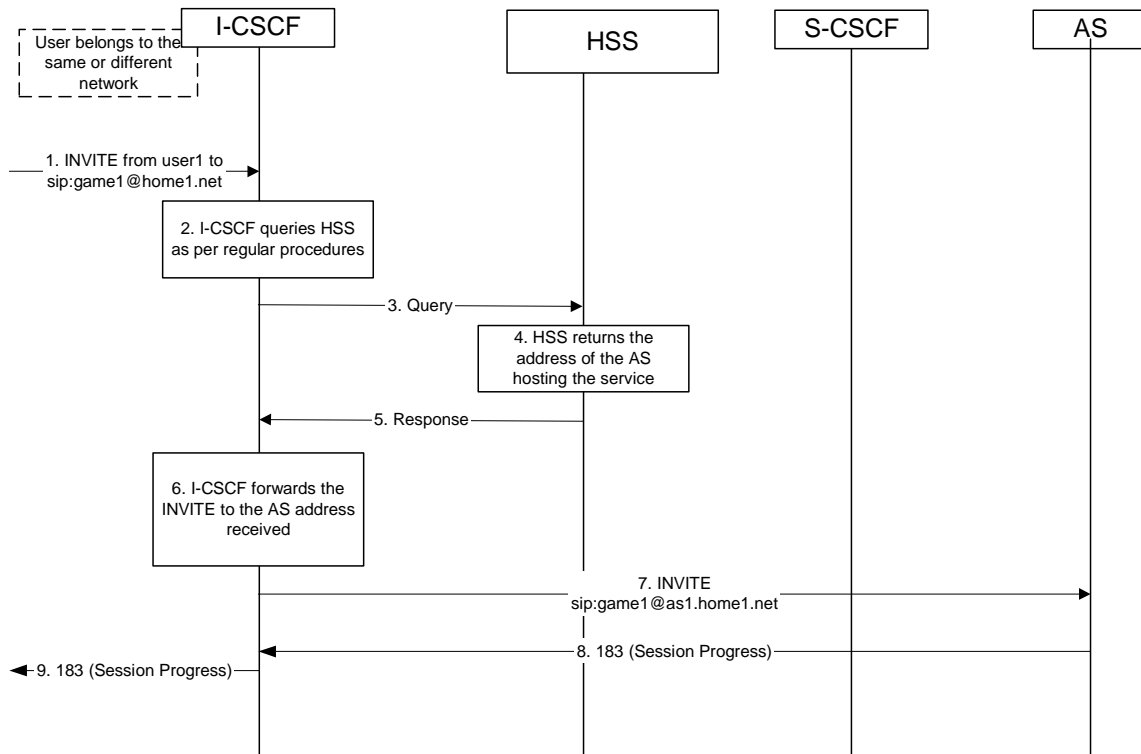 I-CSCF
HSS
S-CSCF
AS
User belongs to the
same or different
network
1. INVITE from user1 to
sip:game1@home1.net
2. I-CSCF queries HSS
as per regular procedures
3. Query
4. HSS returns the
address of the AS
hosting the service
5. Response
6. I-CSCF forwards the
INVITE to the AS address
received
7. INVITE
sip:game1@as1.home1.net
8. 183 (Session Progress)
9. 183 (Session Progress)